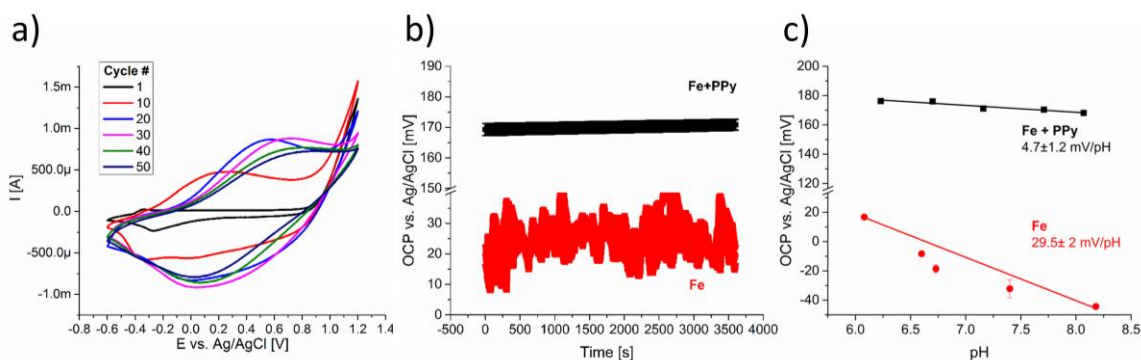 a)
Cycle #
1
10
20
30
40
50
1.5m
1.0m
500.0µ
0.0
-500.0µ
-1.0m
I [A]
-0.8 -0.6 -0.4 -0.2 0.0 0.2 0.4 0.6 0.8 1.0 1.2 1.4
E vs. Ag/AgCl [V]
b)
OCP vs. Ag/AgCl [mV]
200
190
180
170
160
150
40
30
20
10
0
Fe+PPy
Fe
-500 0 500 1000 1500 2000 2500 3000 3500 4000
Time [s]
c)
OCP vs. Ag/AgCl [mV]
200
180
160
140
120
100
20
0
-20
-40
Fe + PPy
4.7±1.2 mV/pH
Fe
29.5± 2 mV/pH
6.0 6.5 7.0 7.5 8.0 8.5
pH